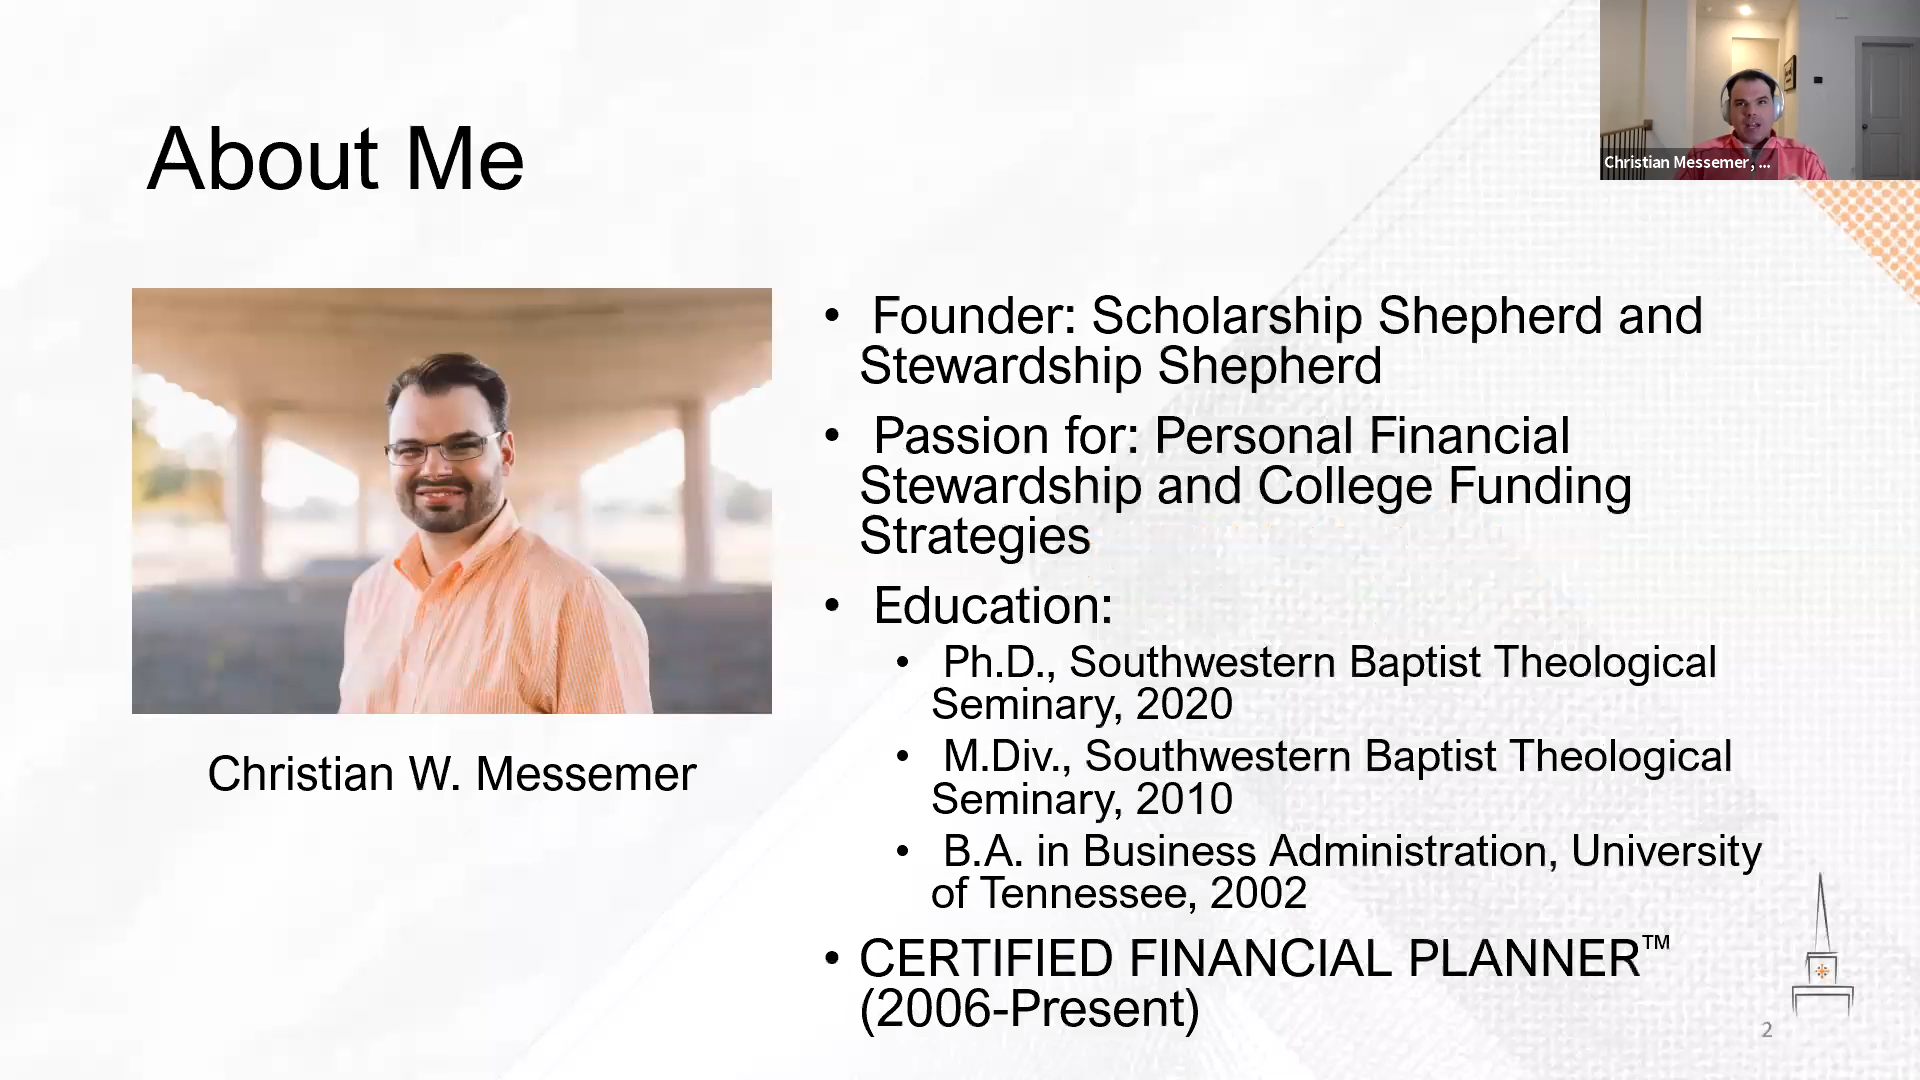 Christian Messemer, ...
About Me
Christian W. Messemer
• Founder: Scholarship Shepherd and
Stewardship Shepherd
• Passion for: Personal Financial
Stewardship and College Funding
Strategies
• Education:
• Ph.D., Southwestern Baptist Theological
Seminary, 2020
• M.Div., Southwestern Baptist Theological
Seminary, 2010
• B.A. in Business Administration, University
of Tennessee, 2002
• CERTIFIED FINANCIAL PLANNER™
(2006-Present)
2